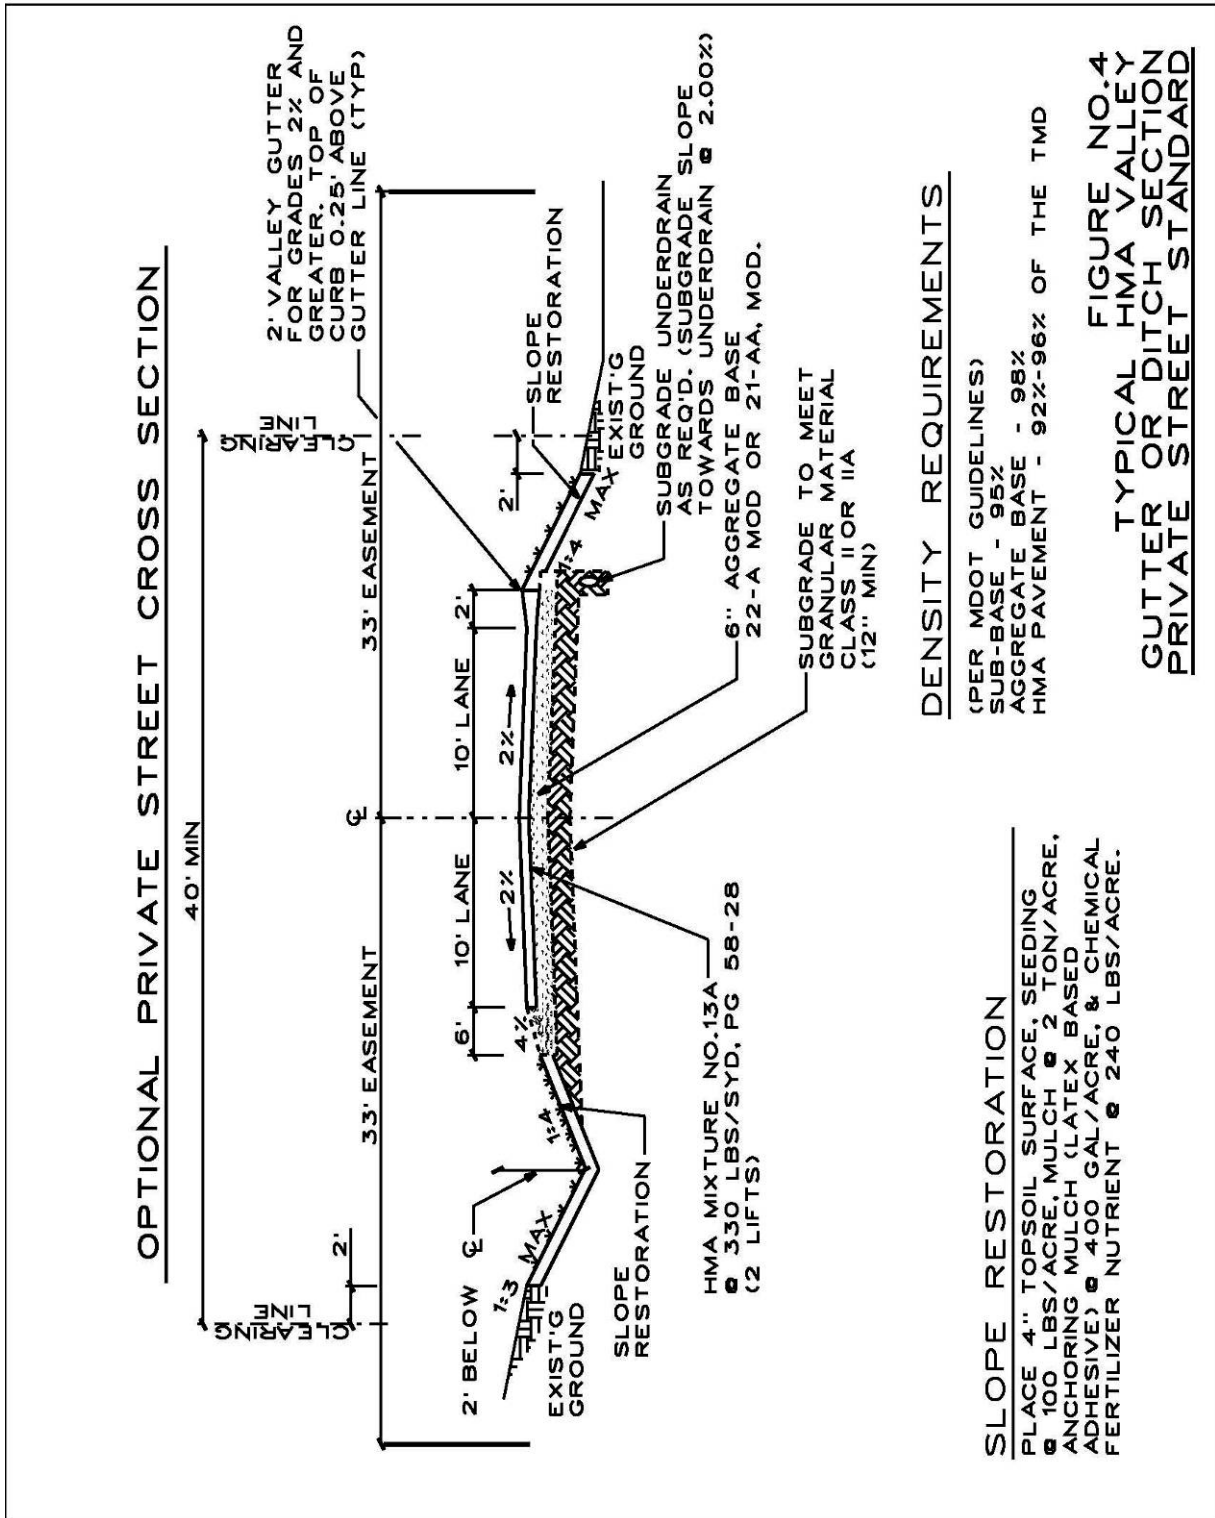 OPTIONAL PRIVATE STREET CROSS SECTION
40' MIN
CLEARING
LINE
CLEARING
LINE
2'
33' EASEMENT
33' EASEMENT
2' VALLEY GUTTER
FOR GRADES 2% AND
GREATER. TOP OF
CURB 0.25' ABOVE
GUTTER LINE (TYP)
℄
6'
10' LANE
10' LANE
2'
2'
2' BELOW ℄
4%
2%
2%
1:3 MAX
1:4
1:4 MAX
SLOPE
RESTORATION
EXIST'G
GROUND
EXIST'G
GROUND
SLOPE
RESTORATION
SUBGRADE UNDERDRAIN
AS REQ'D. (SUBGRADE SLOPE
TOWARDS UNDERDRAIN @ 2.00%)
HMA MIXTURE NO.13A
@ 330 LBS/SYD, PG 58-28
(2 LIFTS)
6" AGGREGATE BASE
22-A MOD OR 21-AA, MOD.
SUBGRADE TO MEET
GRANULAR MATERIAL
CLASS II OR IIA
(12" MIN)
SLOPE RESTORATION
PLACE 4" TOPSOIL SURFACE, SEEDING
@ 100 LBS/ACRE, MULCH @ 2 TON/ACRE,
ANCHORING MULCH (LATEX BASED
ADHESIVE) @ 400 GAL/ACRE, & CHEMICAL
FERTILIZER NUTRIENT @ 240 LBS/ACRE.
DENSITY REQUIREMENTS
(PER MDOT GUIDELINES)
SUB-BASE - 95%
AGGREGATE BASE - 98%
HMA PAVEMENT - 92%-96% OF THE TMD
FIGURE NO.4
TYPICAL HMA VALLEY
GUTTER OR DITCH SECTION
PRIVATE STREET STANDARD